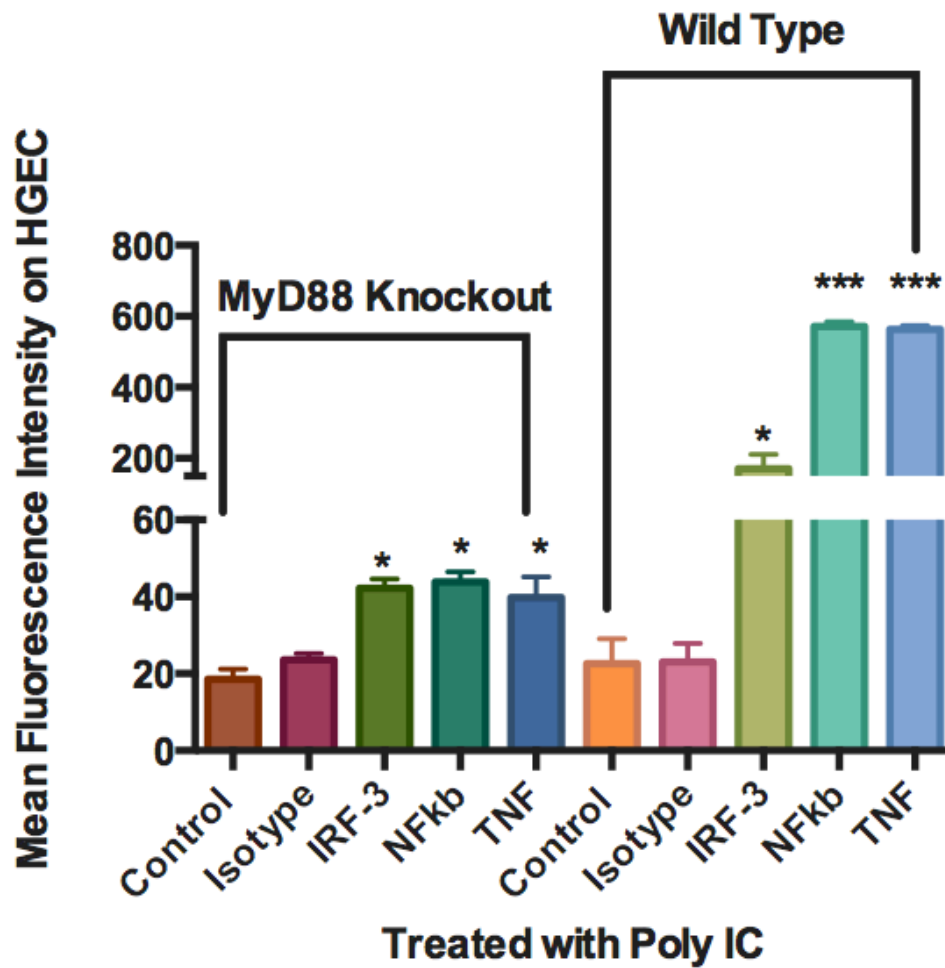 Wild Type
Mean Fluorescence Intensity on HGEC
800
MyD88 Knockout
*** ***
600
400
*
200
60
* * *
40
20
0
Control
Isotype
IRF-3
NFkb
TNF
Control
Isotype
IRF-3
NFkb
TNF
Treated with Poly IC